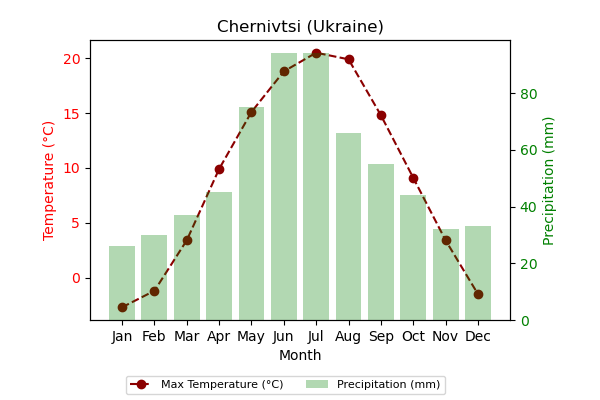 Chernivtsi (Ukraine)
Temperature (°C)
20
15
10
5
0
Precipitation (mm)
80
60
40
20
0
Jan Feb Mar Apr May Jun Jul Aug Sep Oct Nov Dec
Month
Max Temperature (°C) Precipitation (mm)